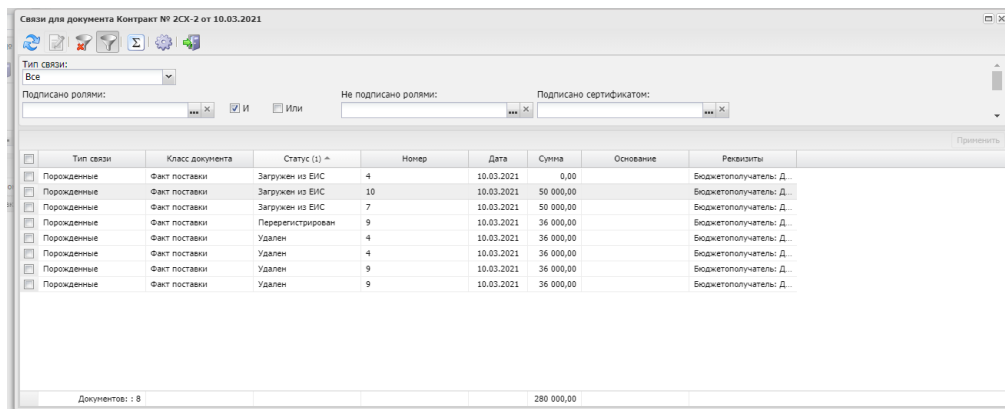 Связи для документа Контракт № 2СХ-2 от 10.03.2021
Тип связи:
Все
Подписано ролями: Не подписано ролями: Подписано сертификатом:
И Или
Применить
Тип связи Класс документа Статус (1) Номер Дата Сумма Основание Реквизиты
Порожденные Факт поставки Загружен из ЕИС 4 10.03.2021 0,00 Бюджетополучатель: Д...
Порожденные Факт поставки Загружен из ЕИС 10 10.03.2021 50 000,00 Бюджетополучатель: Д...
Порожденные Факт поставки Загружен из ЕИС 7 10.03.2021 50 000,00 Бюджетополучатель: Д...
Порожденные Факт поставки Перерегистрирован 9 10.03.2021 36 000,00 Бюджетополучатель: Д...
Порожденные Факт поставки Удален 4 10.03.2021 36 000,00 Бюджетополучатель: Д...
Порожденные Факт поставки Удален 4 10.03.2021 36 000,00 Бюджетополучатель: Д...
Порожденные Факт поставки Удален 9 10.03.2021 36 000,00 Бюджетополучатель: Д...
Порожденные Факт поставки Удален 9 10.03.2021 36 000,00 Бюджетополучатель: Д...
Документов: : 8 280 000,00